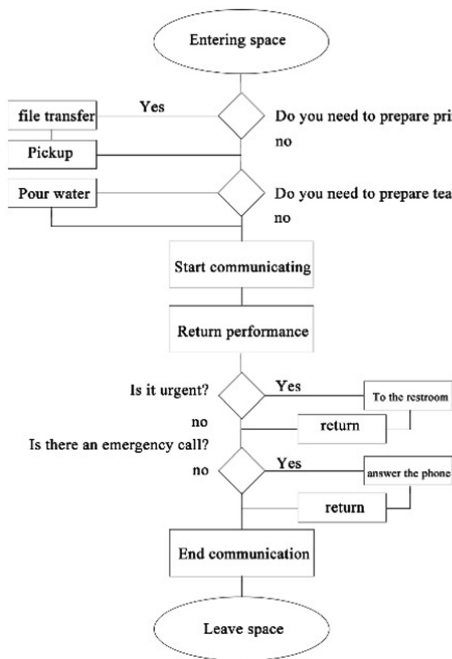 Entering space
file transfer
Yes
Do you need to prepare pri
no
Pickup
Pour water
Do you need to prepare tea
no
Start communicating
Return performance
Is it urgent?
Yes
To the restroom
no
return
Is there an emergency call?
Yes
no
answer the phone
return
End communication
Leave space